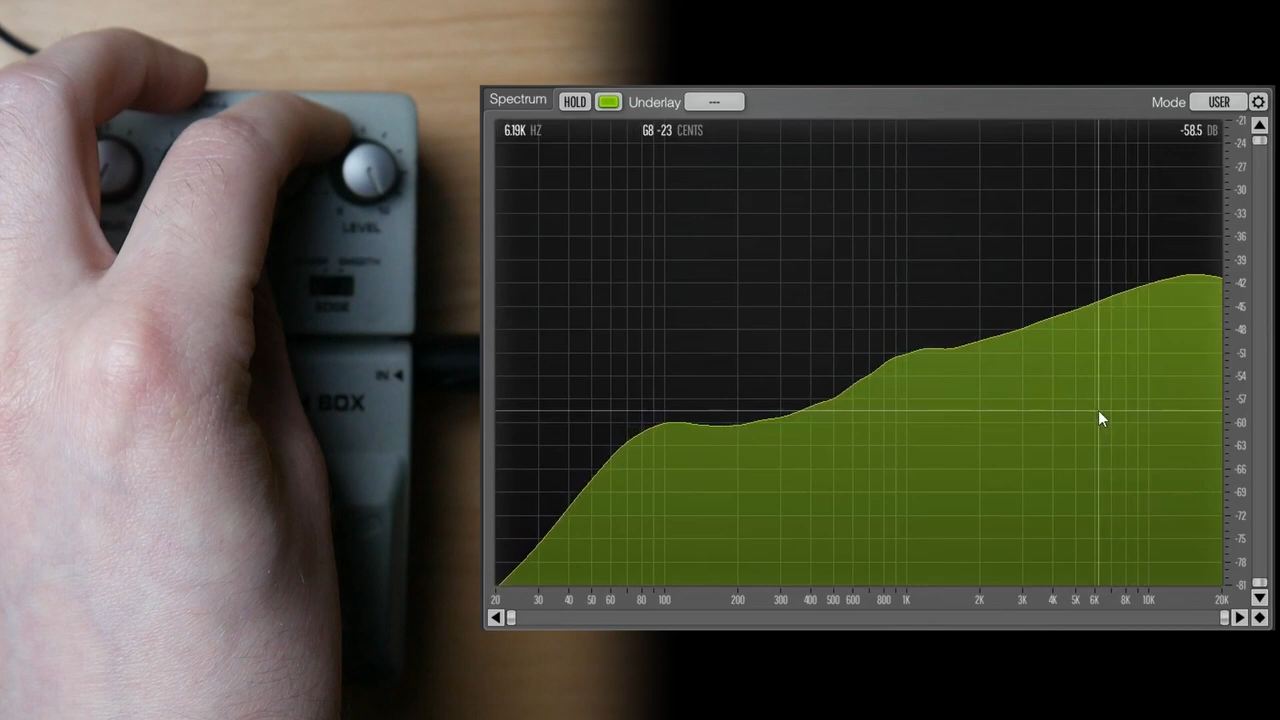 Spectrum HOLD Underlay --- Mode USER
6.19K HZ G8 -23 CENTS -58.5 DB
-21
-24
-27
-30
-33
-36
-39
-42
-45
-48
-51
-54
-57
-60
-63
-66
-69
-72
-75
-78
-81
20 30 40 50 60 80 100 200 300 400 500 600 800 1K 2K 3K 4K 5K 6K 8K 10K 20K
LEVEL
SMOOTH
MODE
IN
BOX